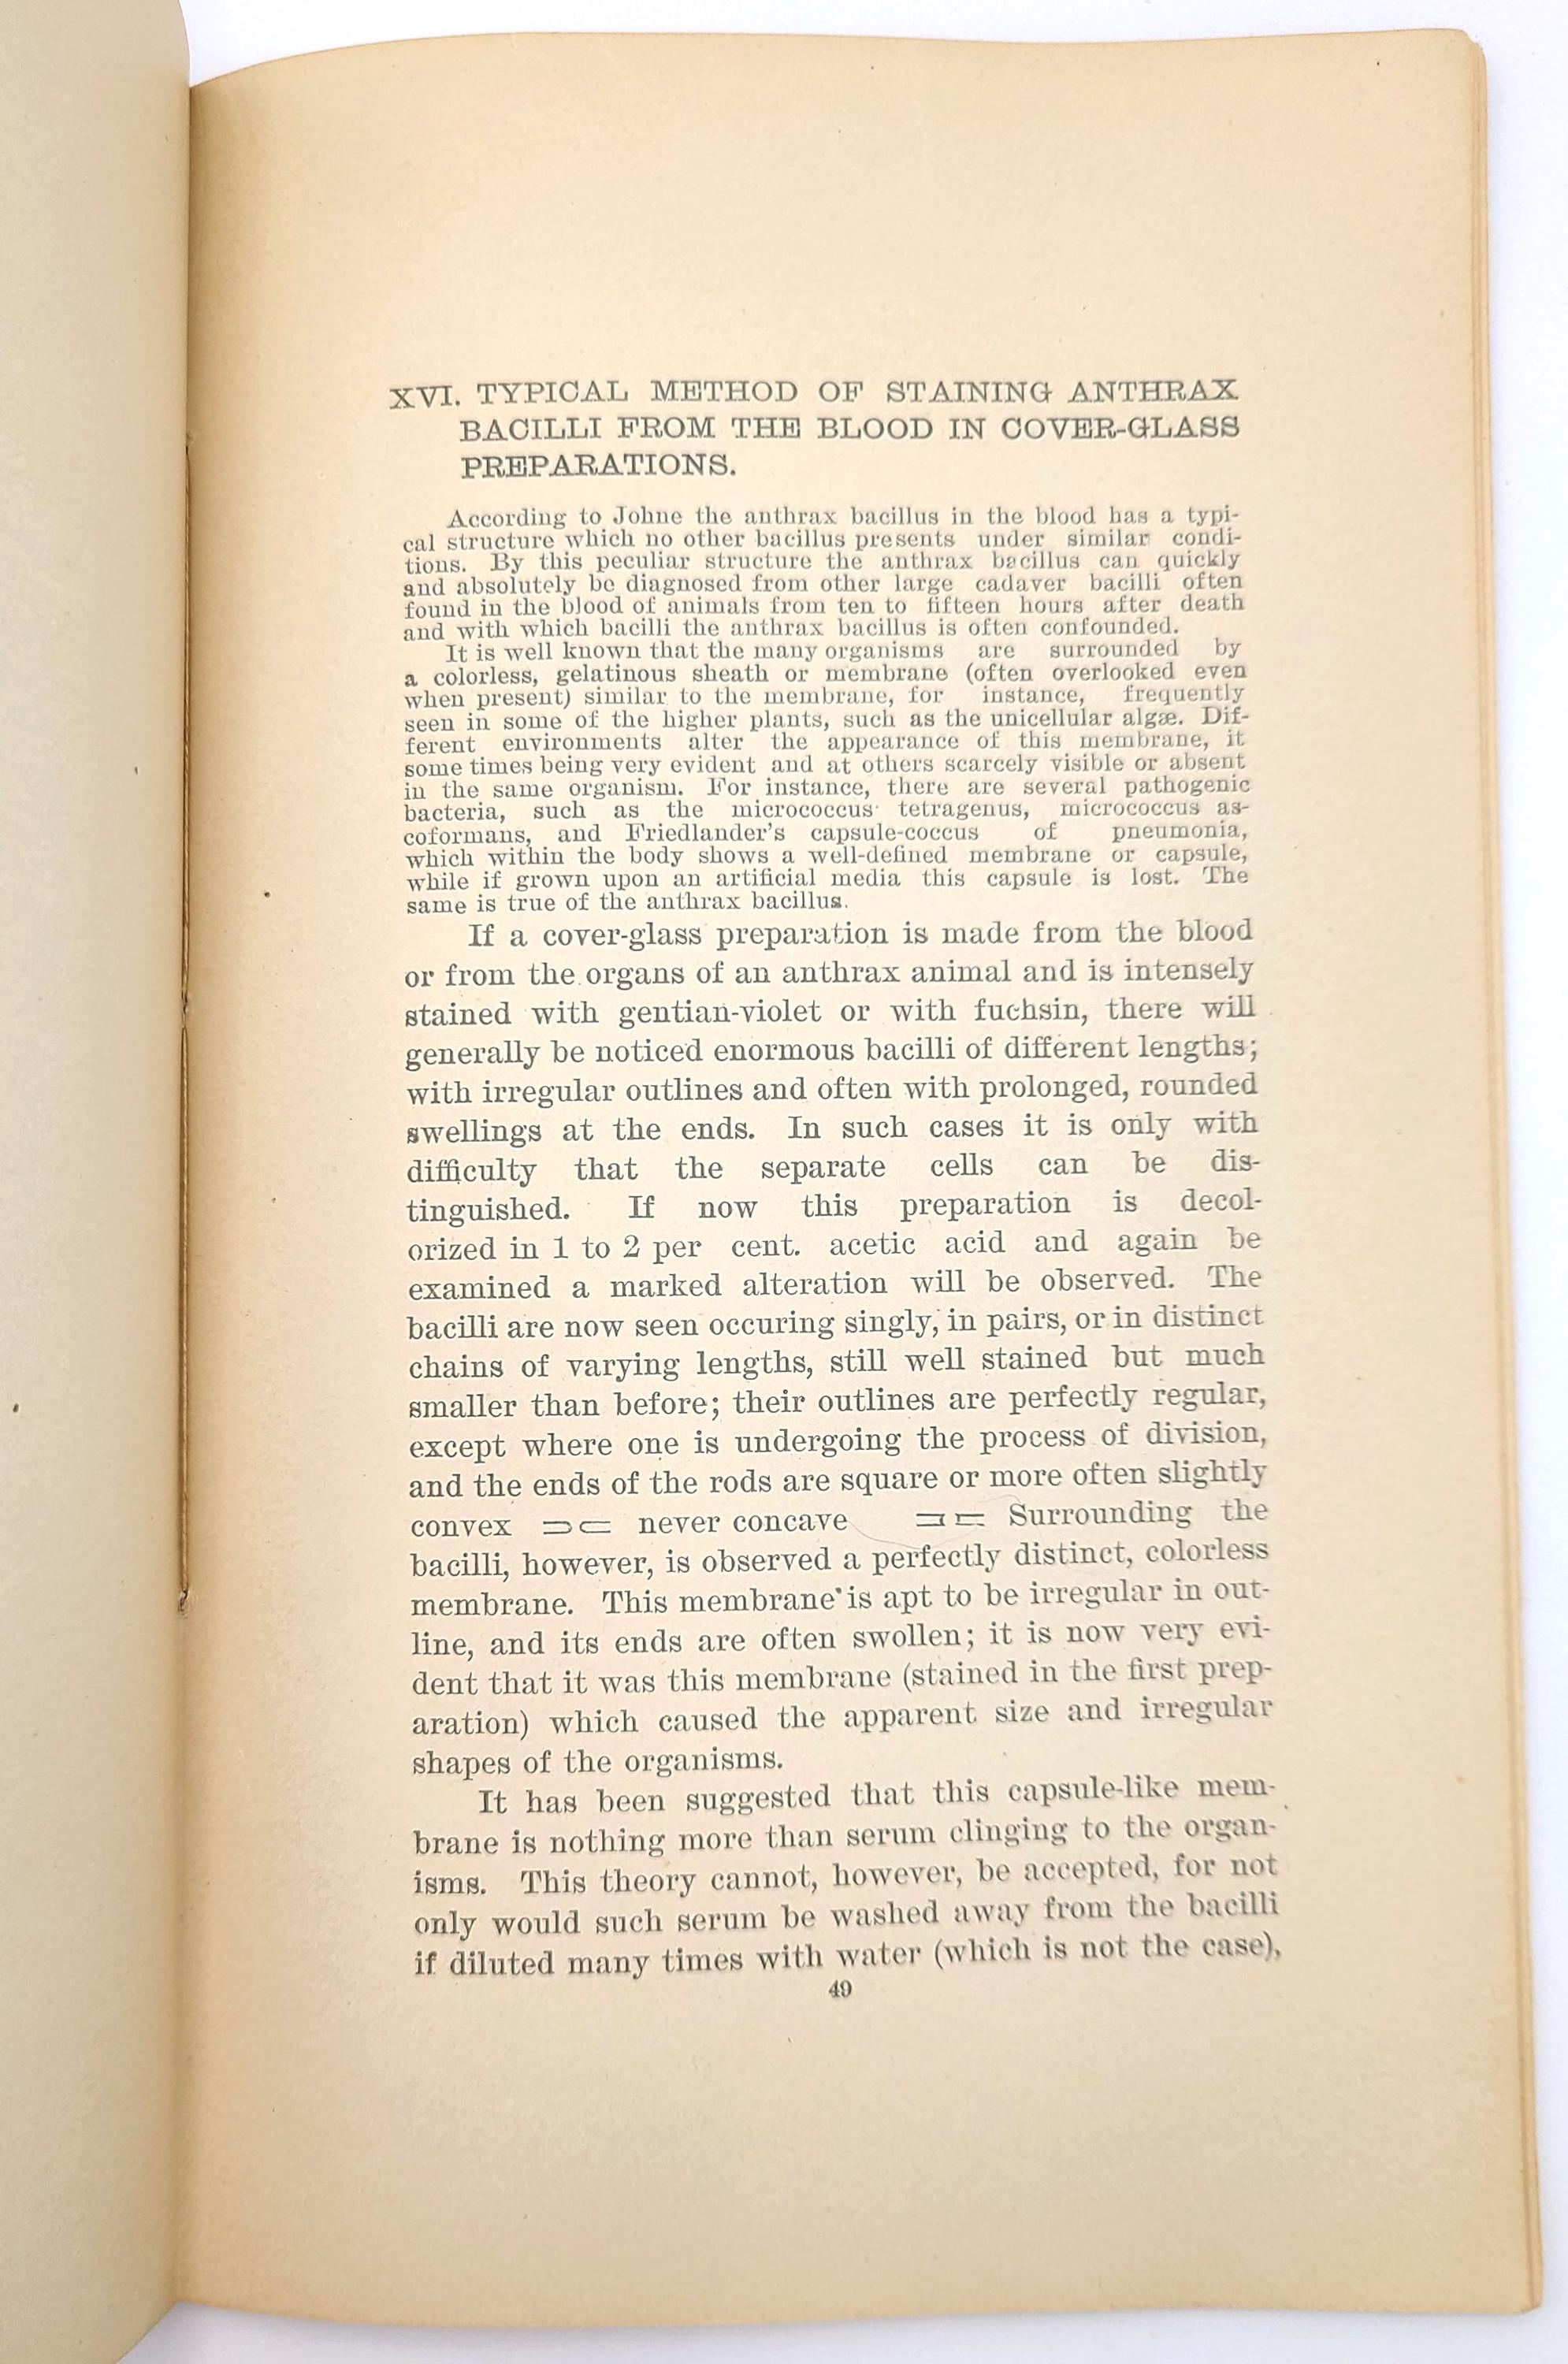 XVI. TYPICAL METHOD OF STAINING ANTHRAX
BACILLI FROM THE BLOOD IN COVER-GLASS
PREPARATIONS.
According to Johne the anthrax bacillus in the blood has a typi-
cal structure which no other bacillus presents under similar condi-
tions. By this peculiar structure the anthrax bacillus can quickly
and absolutely be diagnosed from other large cadaver bacilli often
found in the blood of animals from ten to fifteen hours after death
and with which bacilli the anthrax bacillus is often confounded.
It is well known that the many organisms are surrounded by
a colorless, gelatinous sheath or membrane (often overlooked even
when present) similar to the membrane, for instance, frequently
seen in some of the higher plants, such as the unicellular algæ. Dif-
ferent environments alter the appearance of this membrane, it
some times being very evident and at others scarcely visible or absent
in the same organism. For instance, there are several pathogenic
bacteria, such as the micrococcus tetragenus, micrococcus as-
coformans, and Friedlander's capsule-coccus of pneumonia,
which within the body shows a well-defined membrane or capsule,
while if grown upon an artificial media this capsule is lost. The
same is true of the anthrax bacillus.
If a cover-glass preparation is made from the blood
or from the organs of an anthrax animal and is intensely
stained with gentian-violet or with fuchsin, there will
generally be noticed enormous bacilli of different lengths;
with irregular outlines and often with prolonged, rounded
swellings at the ends. In such cases it is only with
difficulty that the separate cells can be dis-
tinguished. If now this preparation is decol-
orized in 1 to 2 per cent. acetic acid and again be
examined a marked alteration will be observed. The
bacilli are now seen occuring singly, in pairs, or in distinct
chains of varying lengths, still well stained but much
smaller than before; their outlines are perfectly regular,
except where one is undergoing the process of division,
and the ends of the rods are square or more often slightly
convex ⊐⊂ never concave ⊐⊏ Surrounding the
bacilli, however, is observed a perfectly distinct, colorless
membrane. This membrane is apt to be irregular in out-
line, and its ends are often swollen; it is now very evi-
dent that it was this membrane (stained in the first prep-
aration) which caused the apparent size and irregular
shapes of the organisms.
It has been suggested that this capsule-like mem-
brane is nothing more than serum clinging to the organ-
isms. This theory cannot, however, be accepted, for not
only would such serum be washed away from the bacilli
if diluted many times with water (which is not the case),
49